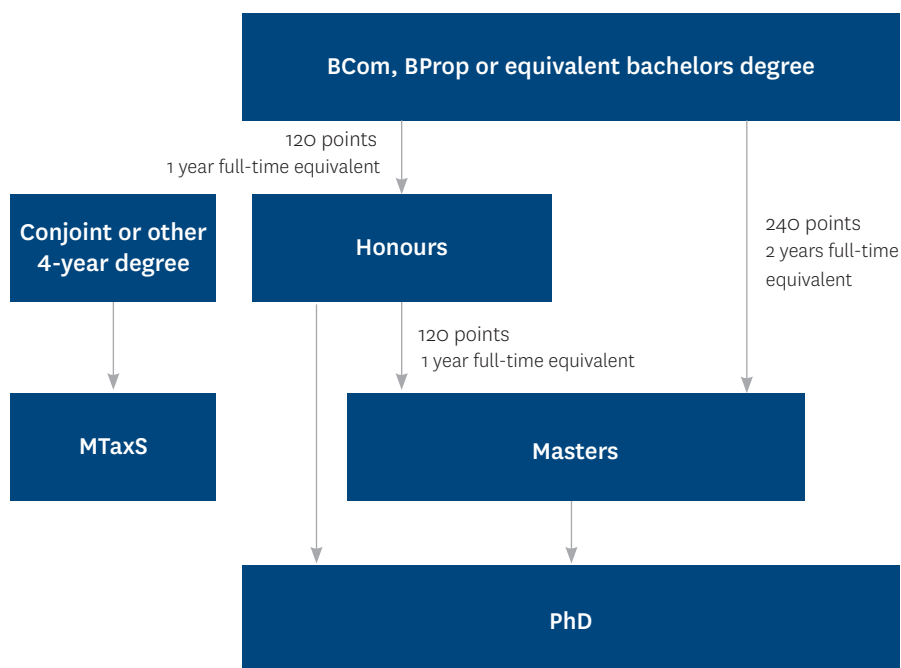 BCom, BProp or equivalent bachelors degree
120 points
1 year full-time equivalent
Conjoint or other
4-year degree
Honours
240 points
2 years full-time
equivalent
120 points
1 year full-time equivalent
MTaxS
Masters
PhD